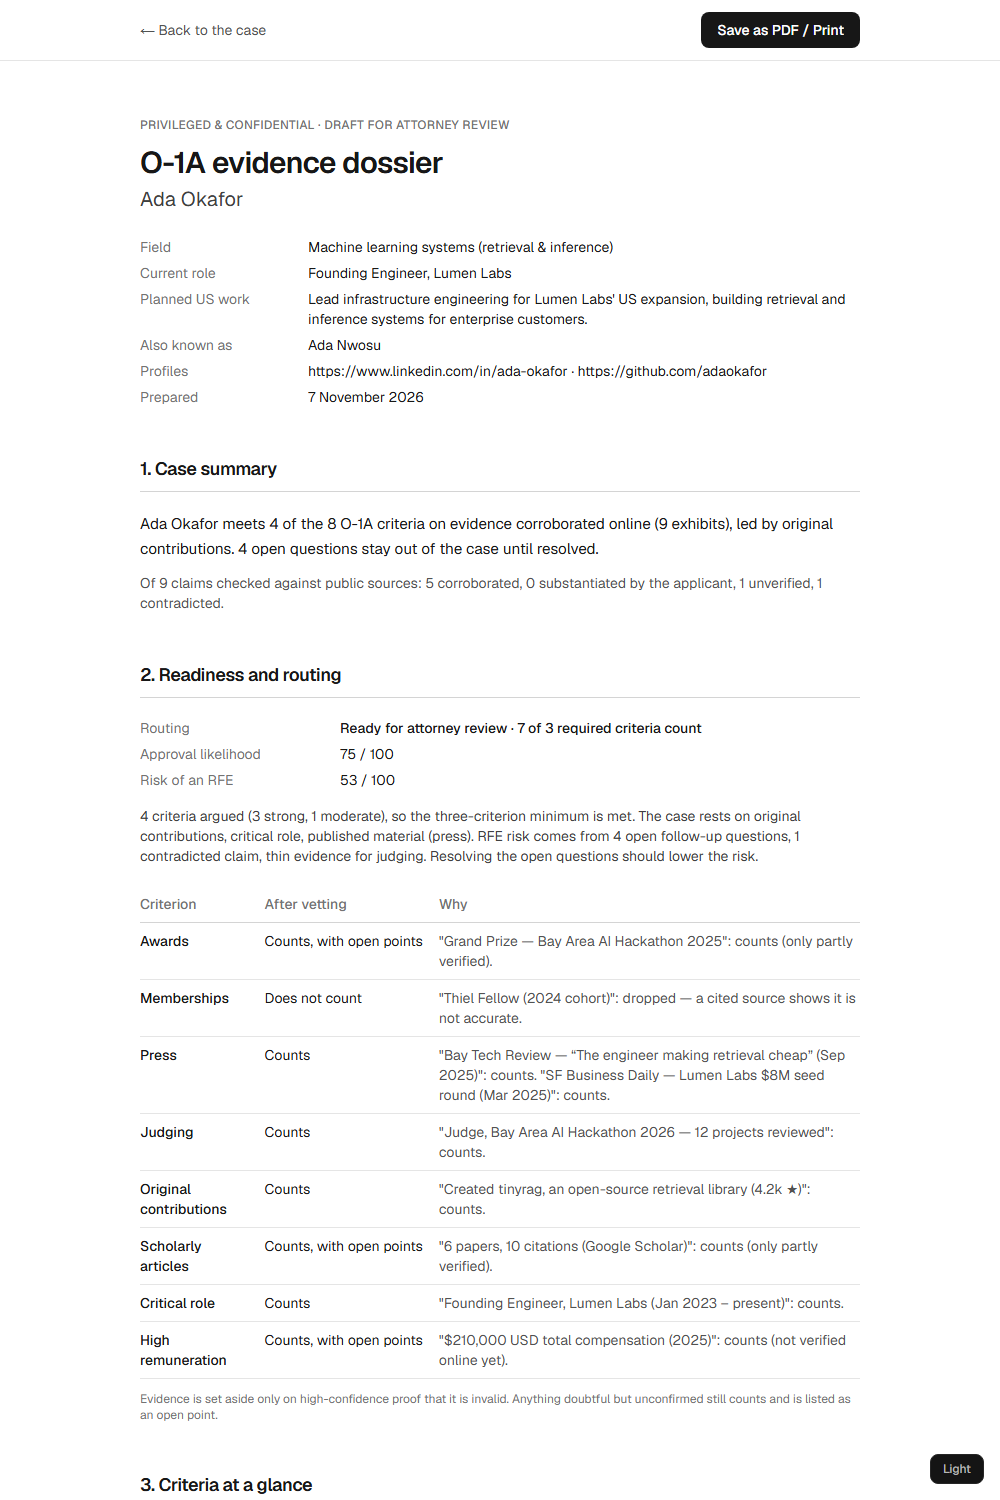 ← Back to the case
Save as PDF / Print
PRIVILEGED & CONFIDENTIAL · DRAFT FOR ATTORNEY REVIEW
O-1A evidence dossier
Ada Okafor
Field Machine learning systems (retrieval & inference)
Current role Founding Engineer, Lumen Labs
Planned US work Lead infrastructure engineering for Lumen Labs' US expansion, building retrieval and
inference systems for enterprise customers.
Also known as Ada Nwosu
Profiles https://www.linkedin.com/in/ada-okafor · https://github.com/adaokafor
Prepared 7 November 2026
1. Case summary
Ada Okafor meets 4 of the 8 O-1A criteria on evidence corroborated online (9 exhibits), led by original
contributions. 4 open questions stay out of the case until resolved.
Of 9 claims checked against public sources: 5 corroborated, 0 substantiated by the applicant, 1 unverified, 1
contradicted.
2. Readiness and routing
Routing Ready for attorney review · 7 of 3 required criteria count
Approval likelihood 75 / 100
Risk of an RFE 53 / 100
4 criteria argued (3 strong, 1 moderate), so the three-criterion minimum is met. The case rests on original
contributions, critical role, published material (press). RFE risk comes from 4 open follow-up questions, 1
contradicted claim, thin evidence for judging. Resolving the open questions should lower the risk.
Criterion After vetting Why
Awards Counts, with open points "Grand Prize — Bay Area AI Hackathon 2025": counts (only partly
verified).
Memberships Does not count "Thiel Fellow (2024 cohort)": dropped — a cited source shows it is
not accurate.
Press Counts "Bay Tech Review — “The engineer making retrieval cheap” (Sep
2025)": counts. "SF Business Daily — Lumen Labs $8M seed
round (Mar 2025)": counts.
Judging Counts "Judge, Bay Area AI Hackathon 2026 — 12 projects reviewed":
counts.
Original Counts "Created tinyrag, an open-source retrieval library (4.2k ★)":
contributions counts.
Scholarly Counts, with open points "6 papers, 10 citations (Google Scholar)": counts (only partly
articles verified).
Critical role Counts "Founding Engineer, Lumen Labs (Jan 2023 – present)": counts.
High Counts, with open points "$210,000 USD total compensation (2025)": counts (not verified
remuneration online yet).
Evidence is set aside only on high-confidence proof that it is invalid. Anything doubtful but unconfirmed still counts and is listed as
an open point.
3. Criteria at a glance
Light